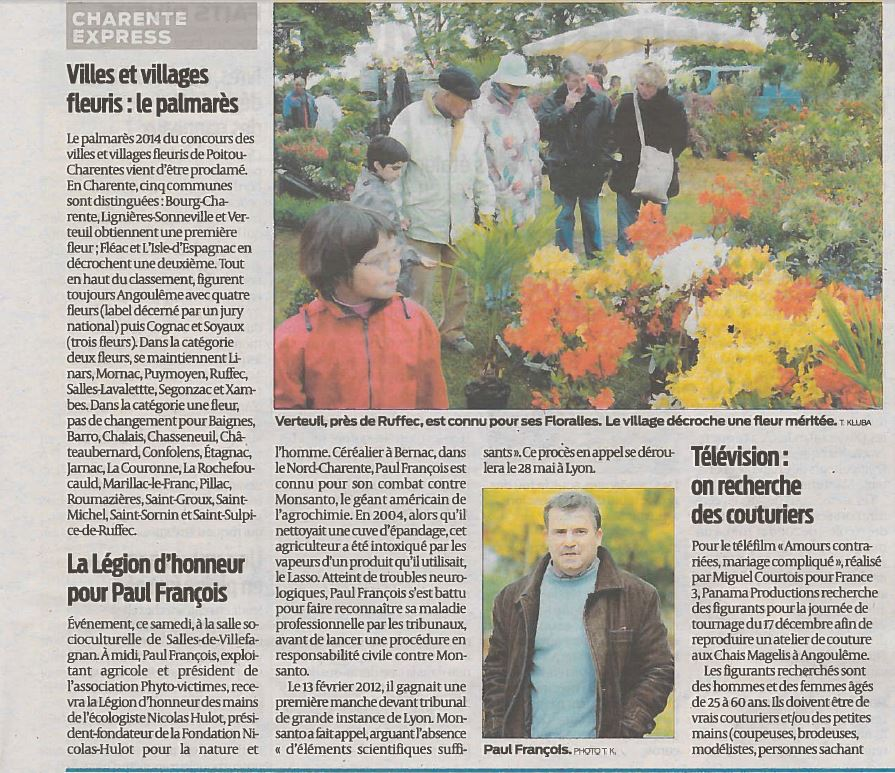 CHARENTE
EXPRESS
Villes et villages
fleuris : le palmarès
Le palmarès 2014 du concours des
villes et villages fleuris de Poitou-
Charentes vient d'être proclamé.
En Charente, cinq communes
sont distinguées : Bourg-Cha-
rente, Lignières-Sonneville et Ver-
teuil obtiennent une première
fleur ; Fléac et L'Isle-d'Espagnac en
décrochent une deuxième. Tout
en haut du classement, figurent
toujours Angoulême avec quatre
fleurs (label décerné par un jury
national) puis Cognac et Soyaux
(trois fleurs). Dans la catégorie
deux fleurs, se maintiennent Li-
nars, Mornac, Puymoyen, Ruffec,
Salles-Lavalettte, Segonzac et Xam-
bes. Dans la catégorie une fleur,
pas de changement pour Baignes,
Barro, Chalais, Chasseneuil, Châ-
teaubernard, Confolens, Étagnac,
Jarnac, La Couronne, La Rochefou-
cauld, Marillac-le-Franc, Pillac,
Roumazières, Saint-Groux, Saint-
Michel, Saint-Sornin et Saint-Sulpi-
ce-de-Ruffec.
Verteuil, près de Ruffec, est connu pour ses Floralies. Le village décroche une fleur méritée. T. KLUBA
La Légion d'honneur
pour Paul François
Événement, ce samedi, à la salle so-
cioculturelle de Salles-de-Villefa-
gnan. À midi, Paul François, exploi-
tant agricole et président de
l'association Phyto-victimes, rece-
vra la Légion d'honneur des mains
de l'écologiste Nicolas Hulot, prési-
dent-fondateur de la Fondation Ni-
colas-Hulot pour la nature et
l'homme. Céréalier à Bernac, dans
le Nord-Charente, Paul François est
connu pour son combat contre
Monsanto, le géant américain de
l'agrochimie. En 2004, alors qu'il
nettoyait une cuve d'épandage, cet
agriculteur a été intoxiqué par les
vapeurs d'un produit qu'il utilisait,
le Lasso. Atteint de troubles neuro-
logiques, Paul François s'est battu
pour faire reconnaître sa maladie
professionnelle par les tribunaux,
avant de lancer une procédure en
responsabilité civile contre Mon-
santo.
Le 13 février 2012, il gagnait une
première manche devant tribunal
de grande instance de Lyon. Mon-
santo a fait appel, arguant l'absence
« d'éléments scientifiques suffi-
sants ». Ce procès en appel se dérou-
lera le 28 mai à Lyon.
Paul François. PHOTO T. K.
Télévision :
on recherche
des couturiers
Pour le téléfilm « Amours contra-
riées, mariage compliqué », réalisé
par Miguel Courtois pour France
3, Panama Productions recherche
des figurants pour la journée de
tournage du 17 décembre afin de
reproduire un atelier de couture
aux Chais Magelis à Angoulême.
Les figurants recherchés sont
des hommes et des femmes âgés
de 25 à 60 ans. Ils doivent être de
vrais couturiers et/ou des petites
mains (coupeuses, brodeuses,
modélistes, personnes sachant